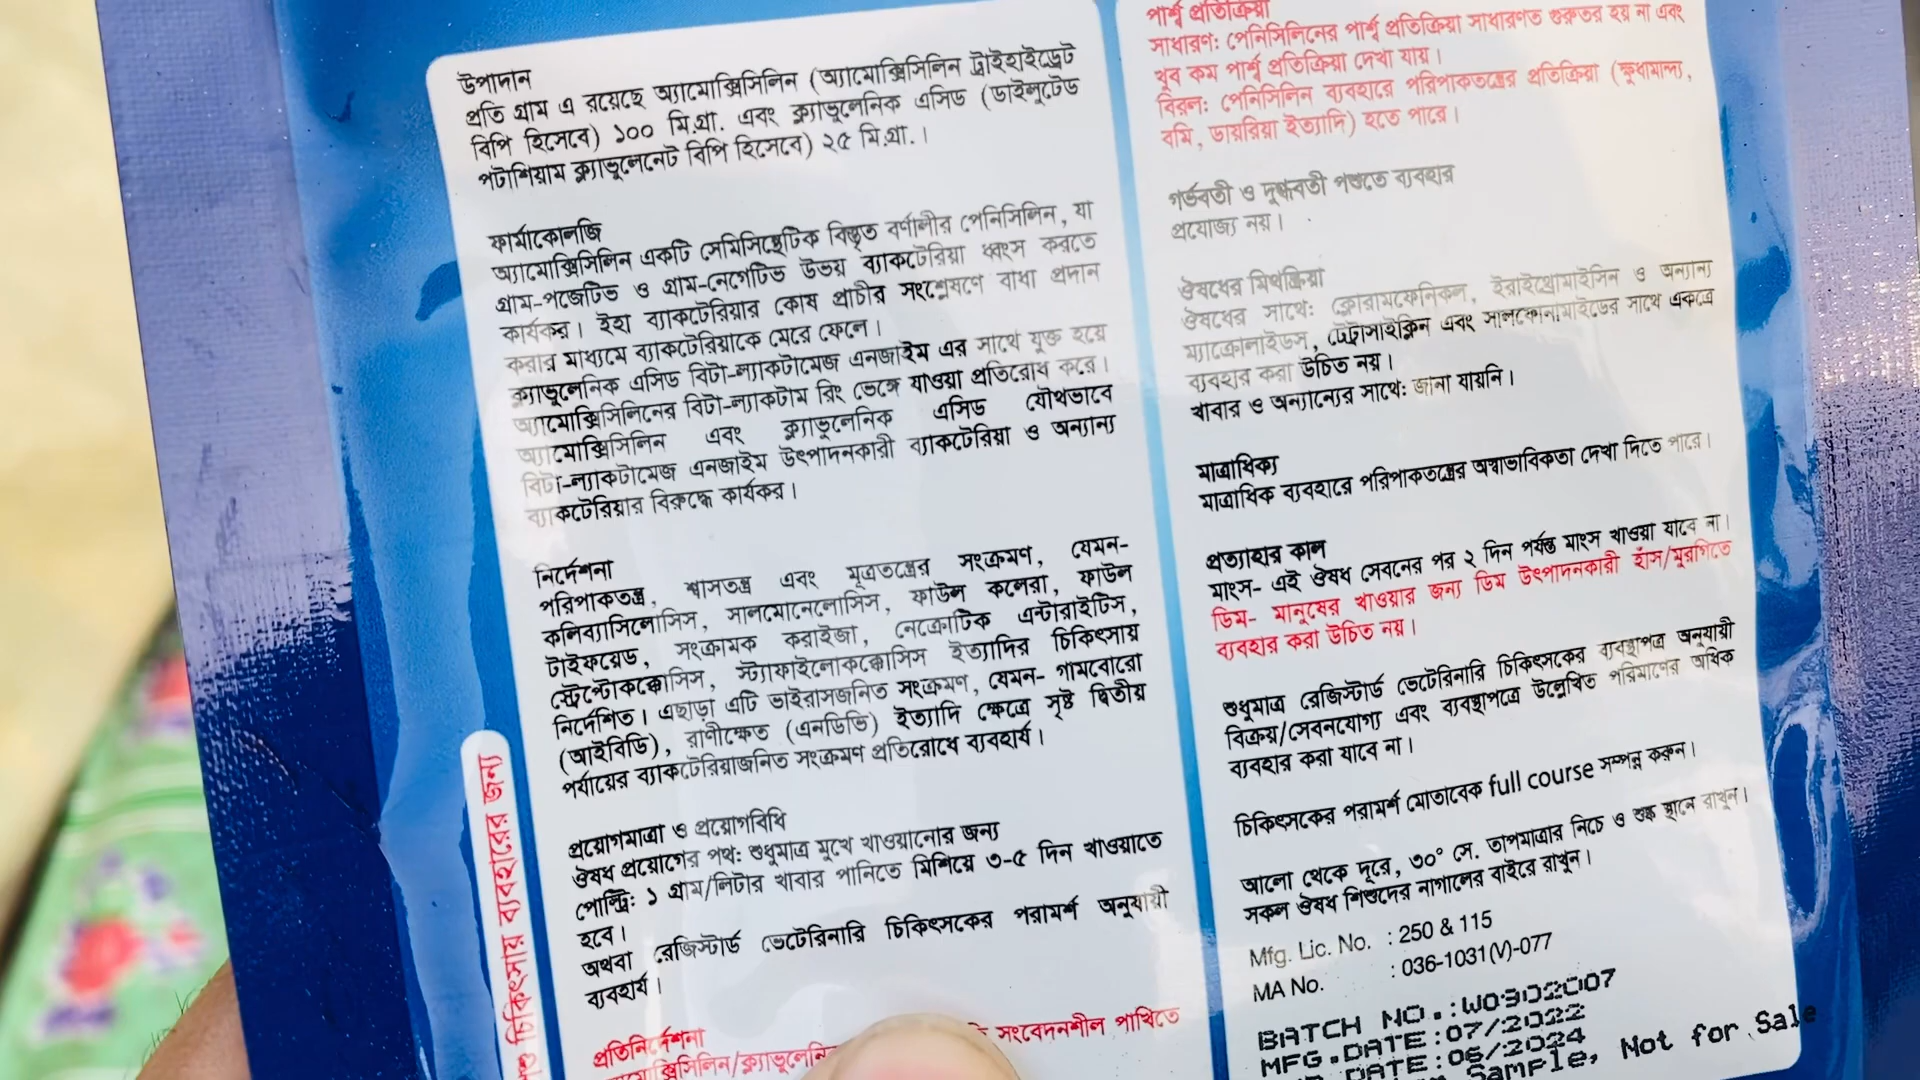 উপাদান
প্রতি গ্রাম এ রয়েছে অ্যামোক্সিসিলিন (অ্যামোক্সিসিলিন ট্রাইহাইড্রেট
বিপি হিসেবে) ১০০ মি.গ্রা. এবং ক্ল্যাভুলেনিক এসিড (ডাইলুটেড
পটাশিয়াম ক্ল্যাভুলেনেট বিপি হিসেবে) ২৫ মি.গ্রা.।
ফার্মাকোলজি
অ্যামোক্সিসিলিন একটি সেমিসিন্থেটিক বিস্তৃত বর্ণালীর পেনিসিলিন, যা
গ্রাম-পজেটিভ ও গ্রাম-নেগেটিভ উভয় ব্যাকটেরিয়া ধ্বংস করতে
কার্যকর। ইহা ব্যাকটেরিয়ার কোষ প্রাচীর সংশ্লেষণে বাধা প্রদান
করার মাধ্যমে ব্যাকটেরিয়াকে মেরে ফেলে।
ক্ল্যাভুলেনিক এসিড বিটা-ল্যাকটামেজ এনজাইম এর সাথে যুক্ত হয়ে
অ্যামোক্সিসিলিনের বিটা-ল্যাকটাম রিং ভেঙ্গে যাওয়া প্রতিরোধ করে।
অ্যামোক্সিসিলিন এবং ক্ল্যাভুলেনিক এসিড যৌথভাবে
বিটা-ল্যাকটামেজ এনজাইম উৎপাদনকারী ব্যাকটেরিয়া ও অন্যান্য
ব্যাকটেরিয়ার বিরুদ্ধে কার্যকর।
নির্দেশনা
পরিপাকতন্ত্র, শ্বাসতন্ত্র এবং মূত্রতন্ত্রের সংক্রমণ, যেমন-
কলিব্যাসিলোসিস, সালমোনেলোসিস, ফাউল কলেরা, ফাউল
টাইফয়েড, সংক্রামক করাইজা, নেক্রোটিক এন্টারাইটিস,
স্ট্রেপ্টোকক্কোসিস, স্ট্যাফাইলোকক্কোসিস ইত্যাদির চিকিৎসায়
নির্দেশিত। এছাড়া এটি ভাইরাসজনিত সংক্রমণ, যেমন- গামবোরো
(আইবিডি), রাণীক্ষেত (এনডিভি) ইত্যাদি ক্ষেত্রে সৃষ্ট দ্বিতীয়
পর্যায়ের ব্যাকটেরিয়াজনিত সংক্রমণ প্রতিরোধে ব্যবহার্য।
প্রয়োগমাত্রা ও প্রয়োগবিধি
ঔষধ প্রয়োগের পথ: শুধুমাত্র মুখে খাওয়ানোর জন্য
পোল্ট্রি: ১ গ্রাম/লিটার খাবার পানিতে মিশিয়ে ৩-৫ দিন খাওয়াতে
হবে।
অথবা রেজিস্টার্ড ভেটেরিনারি চিকিৎসকের পরামর্শ অনুযায়ী
ব্যবহার্য।
প্রতিনির্দেশনা
সংবেদনশীল পাখিতে
চিকিৎসায় ব্যবহারের জন্য
পার্শ্ব প্রতিক্রিয়া
সাধারণ: পেনিসিলিনের পার্শ্ব প্রতিক্রিয়া সাধারণত গুরুতর হয় না এবং
খুব কম পার্শ্ব প্রতিক্রিয়া দেখা যায়।
বিরল: পেনিসিলিন ব্যবহারে পরিপাকতন্ত্রের প্রতিক্রিয়া (ক্ষুধামান্দ্য,
বমি, ডায়রিয়া ইত্যাদি) হতে পারে।
গর্ভবতী ও দুগ্ধবতী পশুতে ব্যবহার
প্রযোজ্য নয়।
ঔষধের মিথষ্ক্রিয়া
ঔষধের সাথে: ক্লোরামফেনিকল, ইরাইথ্রোমাইসিন ও অন্যান্য
ম্যাক্রোলাইডস, টেট্রাসাইক্লিন এবং সালফোনামাইডের সাথে একত্রে
ব্যবহার করা উচিত নয়।
খাবার ও অন্যান্যের সাথে: জানা যায়নি।
মাত্রাধিক্য
মাত্রাধিক ব্যবহারে পরিপাকতন্ত্রের অস্বাভাবিকতা দেখা দিতে পারে।
প্রত্যাহার কাল
মাংস- এই ঔষধ সেবনের পর ২ দিন পর্যন্ত মাংস খাওয়া যাবে না।
ডিম- মানুষের খাওয়ার জন্য ডিম উৎপাদনকারী হাঁস/মুরগিতে
ব্যবহার করা উচিত নয়।
শুধুমাত্র রেজিস্টার্ড ভেটেরিনারি চিকিৎসকের ব্যবস্থাপত্র অনুযায়ী
বিক্রয়/সেবনযোগ্য এবং ব্যবস্থাপত্রে উল্লেখিত পরিমাণের অধিক
ব্যবহার করা যাবে না।
চিকিৎসকের পরামর্শ মোতাবেক full course সম্পন্ন করুন।
আলো থেকে দূরে, ৩০° সে. তাপমাত্রার নিচে ও শুষ্ক স্থানে রাখুন।
সকল ঔষধ শিশুদের নাগালের বাইরে রাখুন।
Mfg. Lic. No. : 250 & 115
MA No. : 036-1031(V)-077
BATCH NO.:W0302007
MFG.DATE:07/2022
DATE:06/2024
Sample, Not for Sale